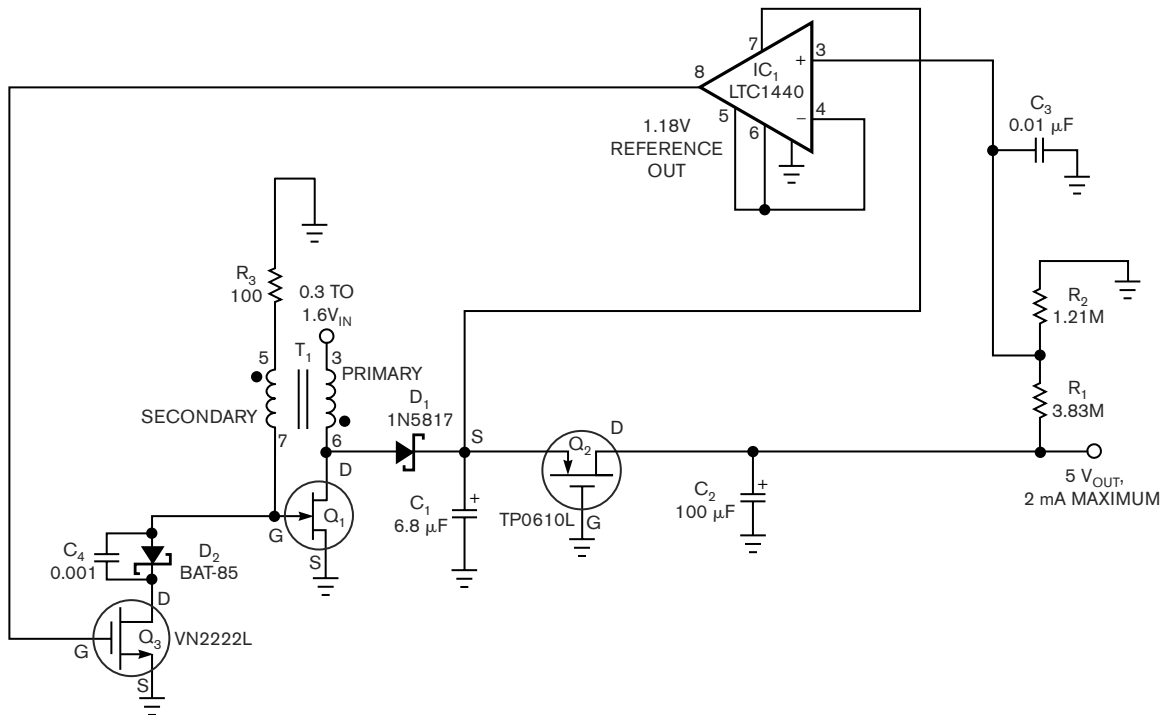 7
3
IC1
+
8
LTC1440
4
−
5
6
1.18V
REFERENCE
OUT
C3
0.01 µF
R3
100
0.3 TO
1.6VIN
R2
1.21M
5
T1
3
PRIMARY
SECONDARY
7
6
D1
1N5817
R1
3.83M
S
Q2
D
G
TP0610L
C1
6.8 µF
+
C2
100 µF
+
5 VOUT,
2 mA MAXIMUM
D
Q1
G
S
C4
0.001
D2
BAT-85
D
Q3
VN2222L
G
S